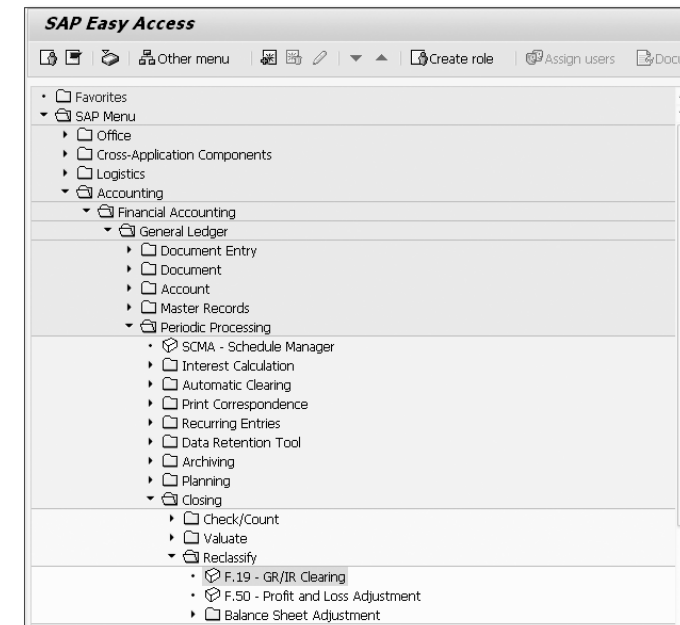 SAP Easy Access
Other menu Create role Assign users Docu
Favorites
SAP Menu
Office
Cross-Application Components
Logistics
Accounting
Financial Accounting
General Ledger
Document Entry
Document
Account
Master Records
Periodic Processing
SCMA - Schedule Manager
Interest Calculation
Automatic Clearing
Print Correspondence
Recurring Entries
Data Retention Tool
Archiving
Planning
Closing
Check/Count
Valuate
Reclassify
F.19 - GR/IR Clearing
F.50 - Profit and Loss Adjustment
Balance Sheet Adjustment